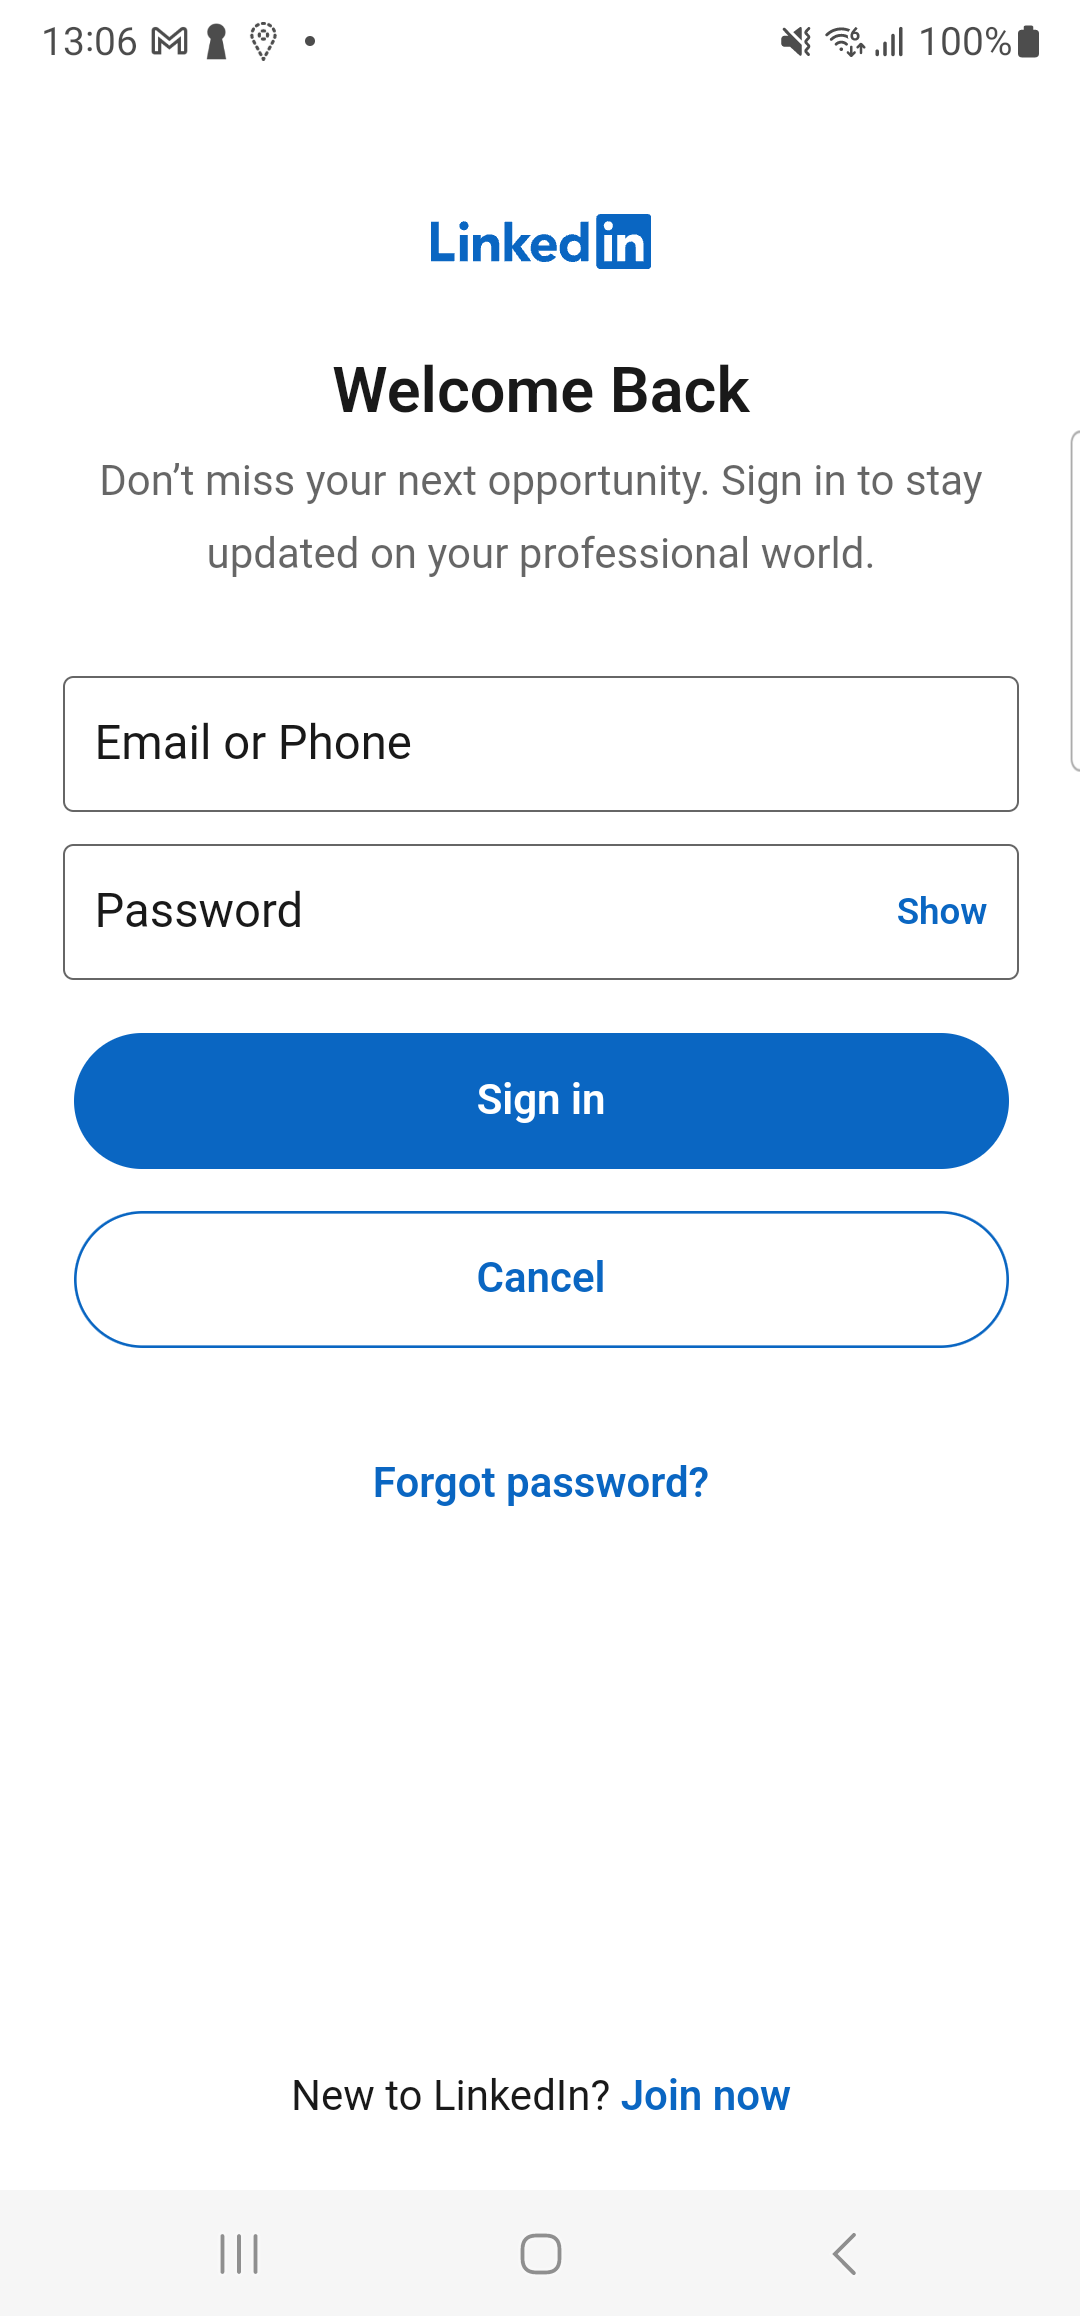 13:06
100%
Linkedin
Welcome Back
Don’t miss your next opportunity. Sign in to stay
updated on your professional world.
Email or Phone
Password
Show
Sign in
Cancel
Forgot password?
New to LinkedIn? Join now